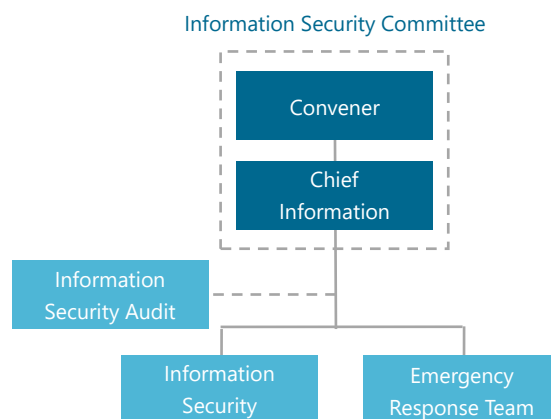 Information Security Committee
Convener
Chief
Information
Information
Security Audit
Information
Security
Emergency
Response Team